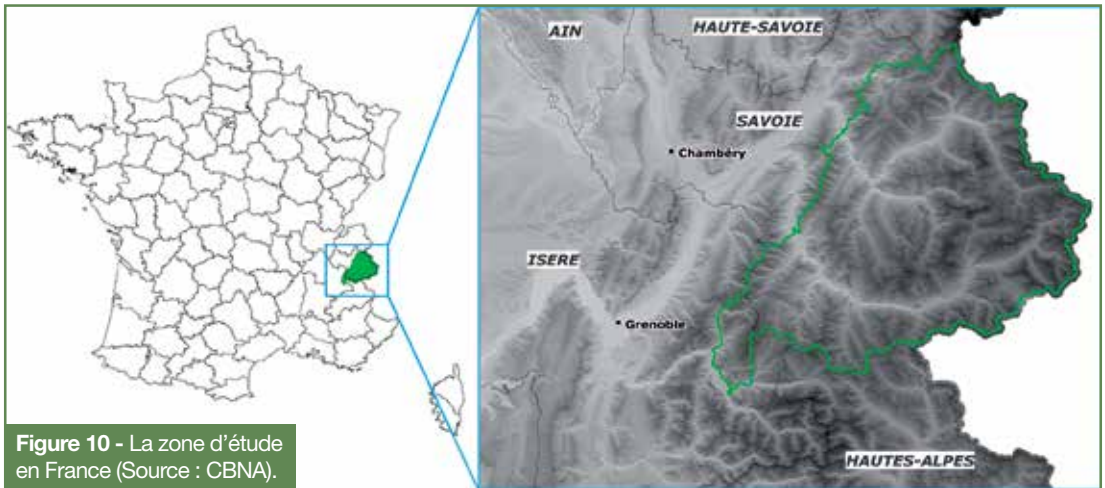 AIN
HAUTE-SAVOIE
SAVOIE
Chambéry
ISERE
Grenoble
HAUTES-ALPES
Figure 10 - La zone d'étude
en France (Source : CBNA).